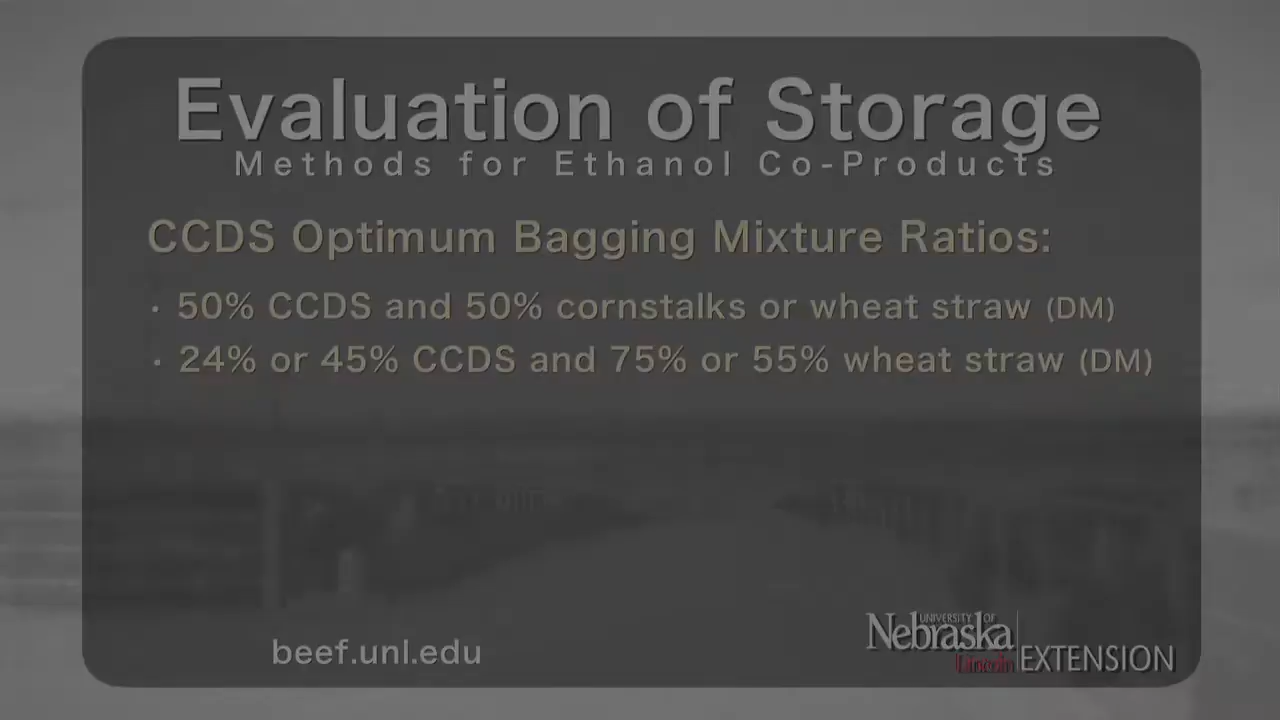 Evaluation of Storage
Methods for Ethanol Co-Products
CCDS Optimum Bagging Mixture Ratios:
• 50% CCDS and 50% cornstalks or wheat straw (DM)
• 24% or 45% CCDS and 75% or 55% wheat straw (DM)
beef.unl.edu
UNIVERSITY OF
Nebraska
Lincoln
EXTENSION